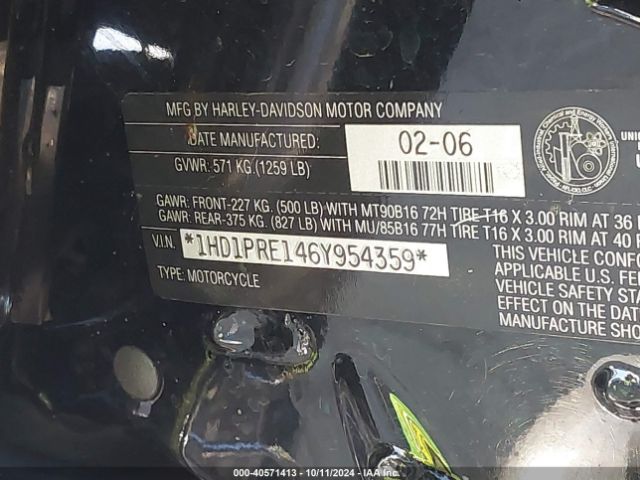 MFG BY HARLEY-DAVIDSON MOTOR COMPANY
DATE MANUFACTURED: 02-06
GVWR: 571 KG.(1259 LB)
GAWR: FRONT-227 KG. (500 LB) WITH MT90B16 72H TIRE T16 X 3.00 RIM AT 36
GAWR: REAR-375 KG. (827 LB) WITH MU/85B16 77H TIRE T16 X 3.00 RIM AT 40
V.I.N. *1HD1PRE146Y954359*
TYPE: MOTORCYCLE
THIS VEHICLE CONFO
APPLICABLE U.S. FE
VEHICLE SAFETY STA
EFFECT ON THE DATE
MANUFACTURE SHO
000-40571413 - 10/11/2024 - IAA Inc.